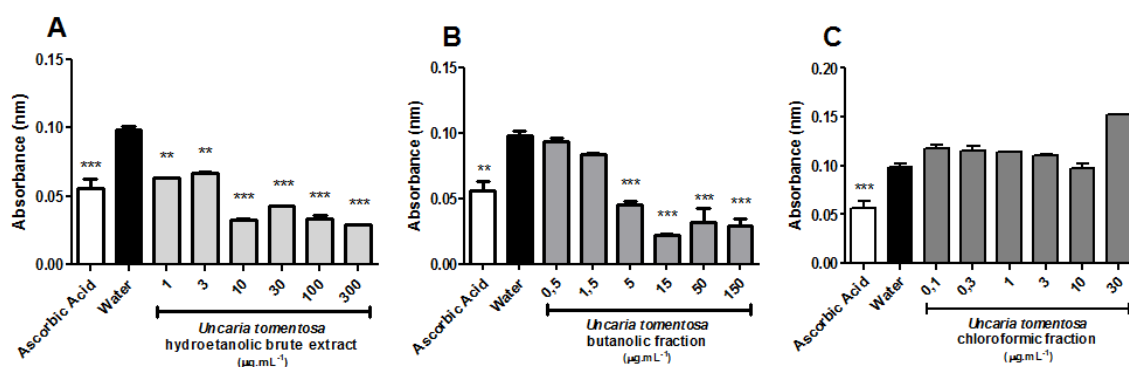 A
Absorbance (nm)
0.15
0.10
0.05
0.00
***
**
**
***
***
***
***
Ascorbic Acid
Water
1
3
10
30
100
300
Uncaria tomentosa
hydroetanolic brute extract
(µg.mL⁻¹)
B
Absorbance (nm)
0.15
0.10
0.05
0.00
**
***
***
***
***
Ascorbic Acid
Water
0,5
1,5
5
15
50
150
Uncaria tomentosa
butanolic fraction
(µg.mL⁻¹)
C
Absorbance (nm)
0.20
0.15
0.10
0.05
0.00
***
Ascorbic Acid
Water
0,1
0,3
1
3
10
30
Uncaria tomentosa
chloroformic fraction
(µg.mL⁻¹)